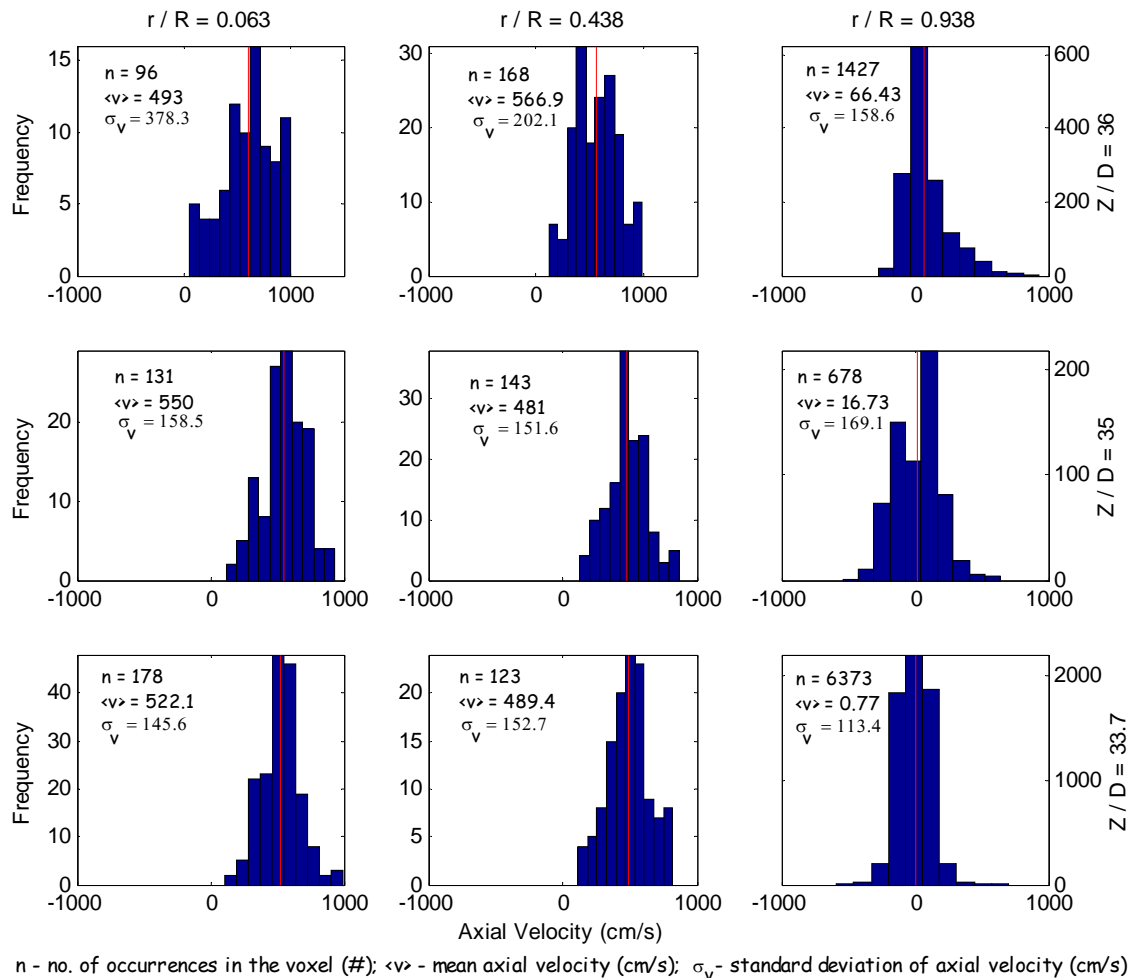 r / R = 0.063
r / R = 0.438
r / R = 0.938
Frequency
15
10
5
0
-1000 0 1000
n = 96
<v> = 493
σv = 378.3
30
20
10
0
-1000 0 1000
n = 168
<v> = 566.9
σv = 202.1
n = 1427
<v> = 66.43
σv = 158.6
-1000 0 1000
600
400
200
0
Z / D = 36
Frequency
20
10
0
-1000 0 1000
n = 131
<v> = 550
σv = 158.5
30
20
10
0
-1000 0 1000
n = 143
<v> = 481
σv = 151.6
n = 678
<v> = 16.73
σv = 169.1
-1000 0 1000
200
100
0
Z / D = 35
Frequency
40
30
20
10
0
-1000 0 1000
n = 178
<v> = 522.1
σv = 145.6
20
15
10
5
0
-1000 0 1000
n = 123
<v> = 489.4
σv = 152.7
n = 6373
<v> = 0.77
σv = 113.4
-1000 0 1000
2000
1000
0
Z / D = 33.7
Axial Velocity (cm/s)
n - no. of occurrences in the voxel (#); <v> - mean axial velocity (cm/s); σv- standard deviation of axial velocity (cm/s)